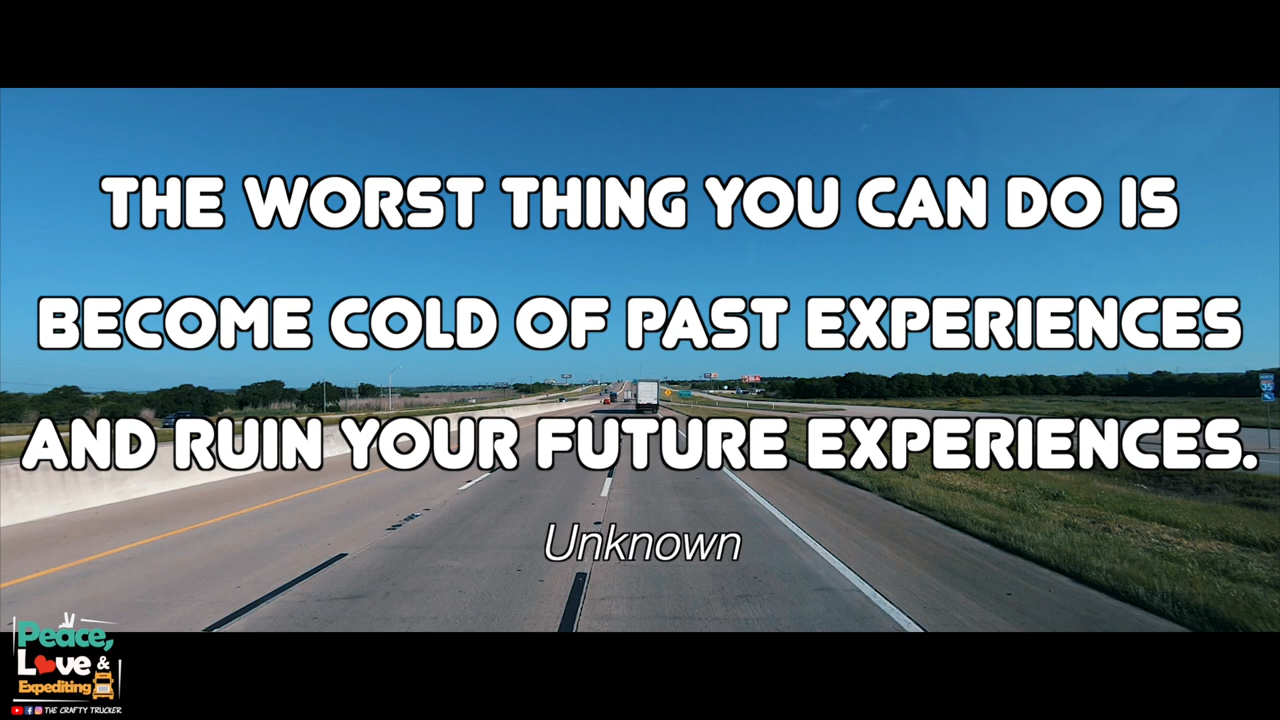 THE WORST THING YOU CAN DO IS
BECOME COLD OF PAST EXPERIENCES
AND RUIN YOUR FUTURE EXPERIENCES.
Unknown
Peace,
Love &
Expediting
THE CRAFTY TRUCKER